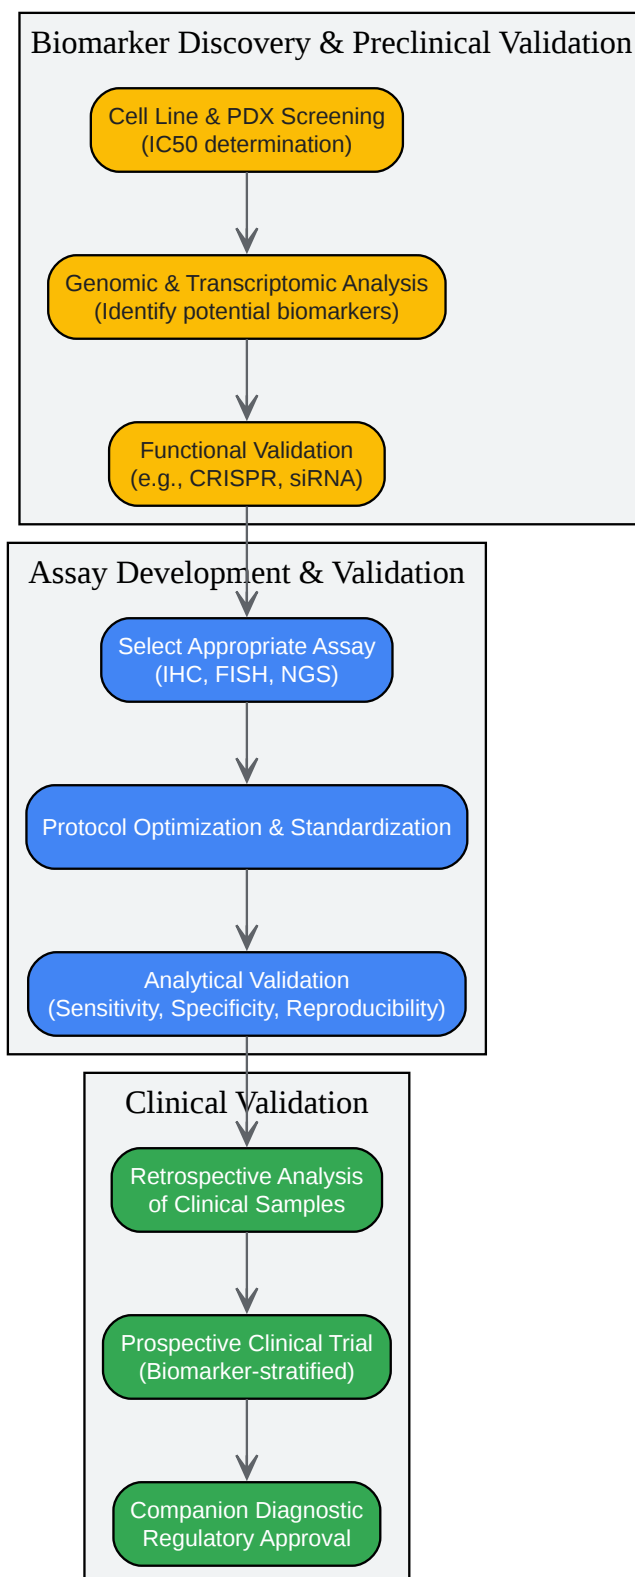 Biomarker Discovery & Preclinical Validation
Cell Line & PDX Screening
(IC50 determination)
Genomic & Transcriptomic Analysis
(Identify potential biomarkers)
Functional Validation
(e.g., CRISPR, siRNA)
Assay Development & Validation
Select Appropriate Assay
(IHC, FISH, NGS)
Protocol Optimization & Standardization
Analytical Validation
(Sensitivity, Specificity, Reproducibility)
Clinical Validation
Retrospective Analysis
of Clinical Samples
Prospective Clinical Trial
(Biomarker-stratified)
Companion Diagnostic
Regulatory Approval